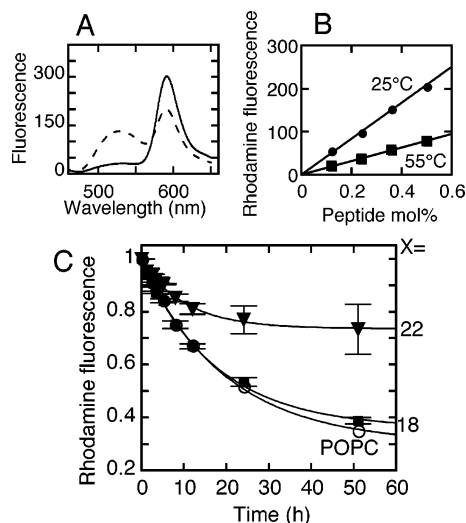 A
Fluorescence
300
150
0
500
600
Wavelength (nm)
B
Rhodamine fluorescence
300
200
100
0
25°C
55°C
0
0.2
0.4
0.6
Peptide mol%
C
Rhodamine fluorescence
1
0.8
0.6
0.4
0.2
X=
22
18
POPC
0 10 20 30 40 50 60
Time (h)